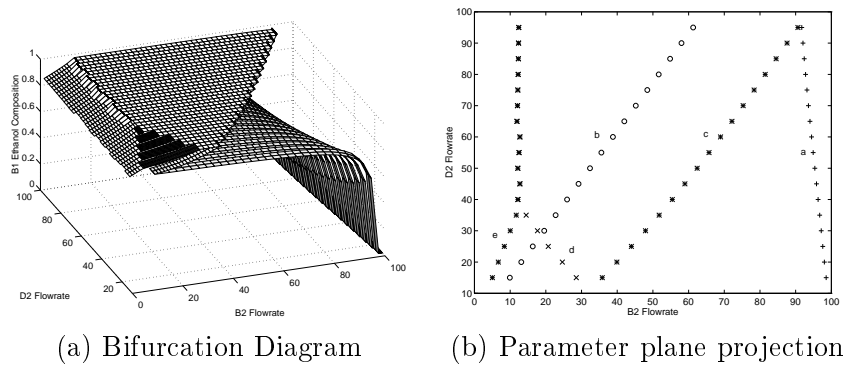 B1 Ethanol Composition
1
0.8
0.6
0.4
0.2
0
100
80
60
40
20
D2 Flowrate
0
20
40
60
80
100
B2 Flowrate
(a) Bifurcation Diagram
D2 Flowrate
100
90
80
70
60
50
40
30
20
10
b
c
a
e
d
0 10 20 30 40 50 60 70 80 90 100
B2 Flowrate
(b) Parameter plane projection